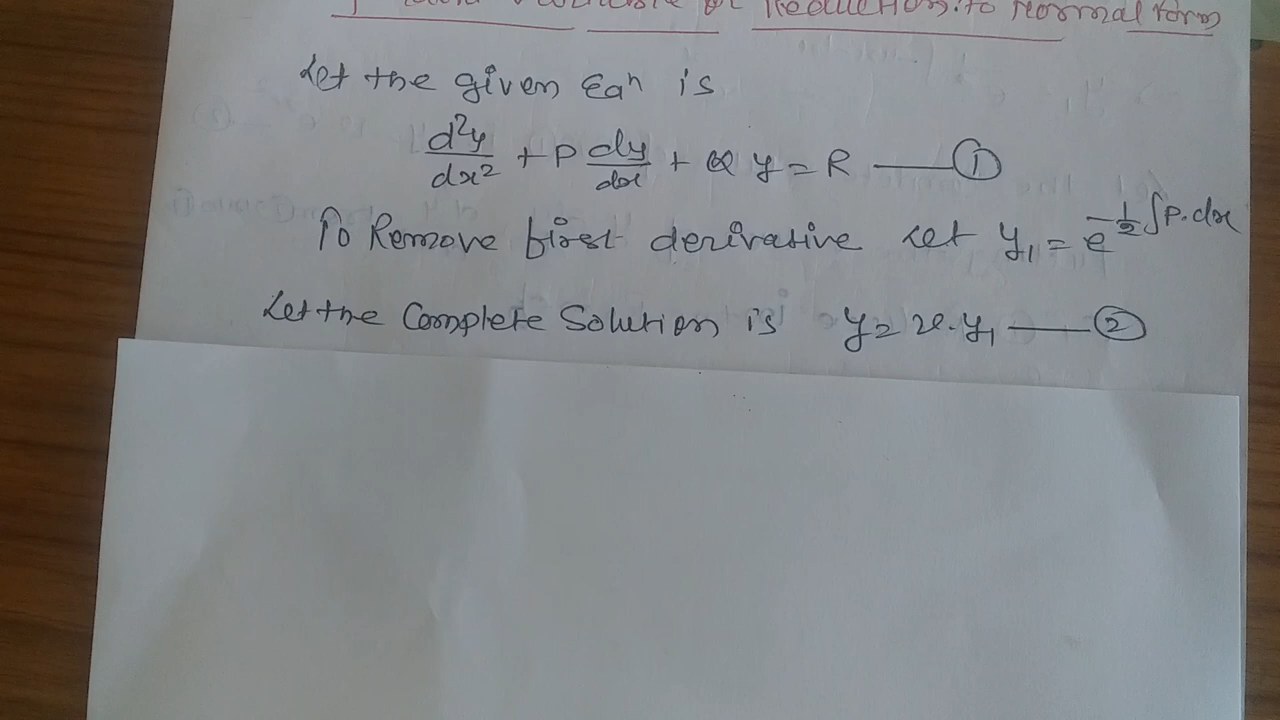 or Reduction to Normal form
Let the given Eqn is
d²y/dx² + P dy/dx + Q y = R —— ①
To Remove first derivative Let y₁ = e^(-½∫P.dx)
Let the Complete Solution is y = v.y₁ —— ②